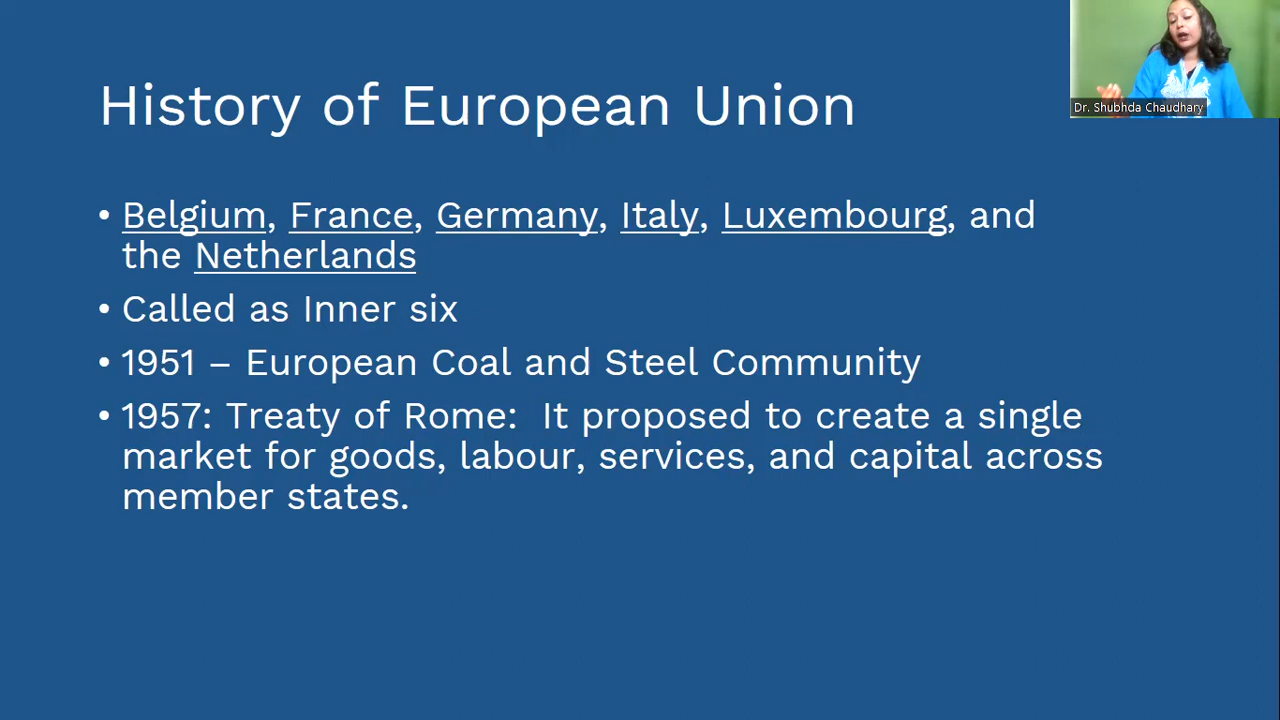 Dr. Shubhda Chaudhary
History of European Union
• Belgium, France, Germany, Italy, Luxembourg, and
the Netherlands
• Called as Inner six
• 1951 – European Coal and Steel Community
• 1957: Treaty of Rome:  It proposed to create a single
market for goods, labour, services, and capital across
member states.